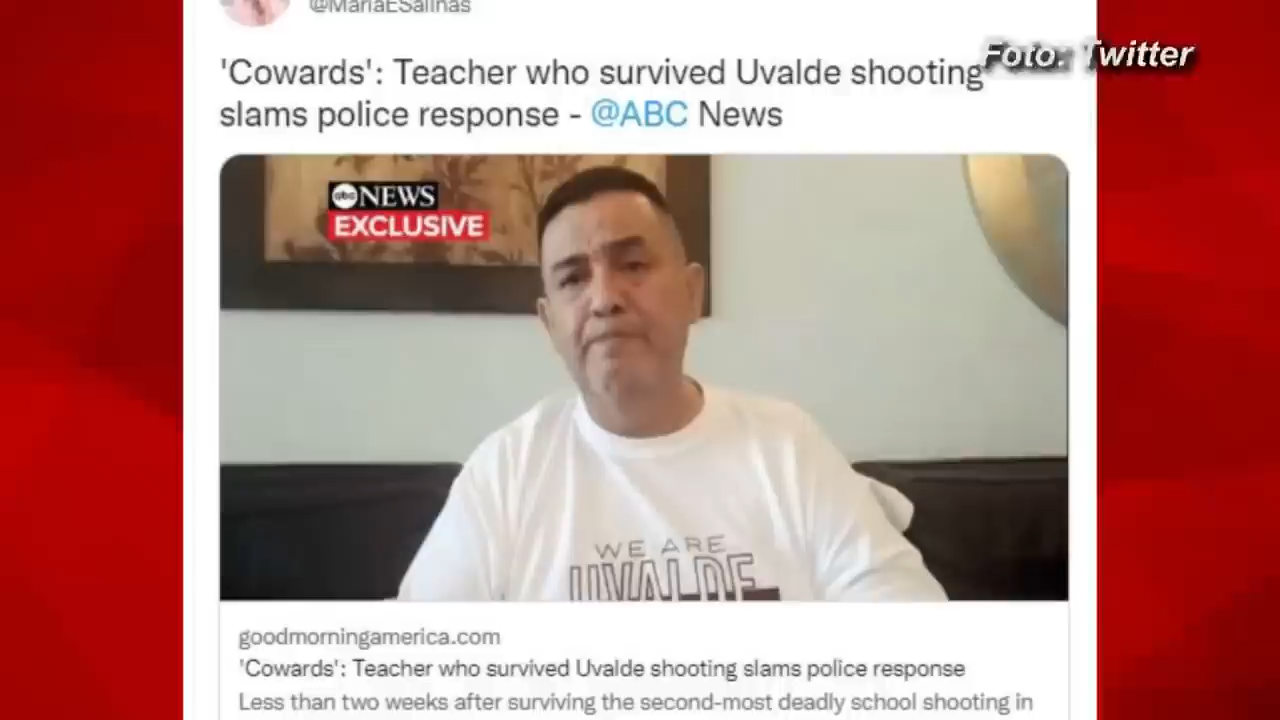 @MariaESalinas
Foto: Twitter
'Cowards': Teacher who survived Uvalde shooting
slams police response - @ABC News
abc NEWS
EXCLUSIVE
WE ARE
UVALDE
goodmorningamerica.com
'Cowards': Teacher who survived Uvalde shooting slams police response
Less than two weeks after surviving the second-most deadly school shooting in